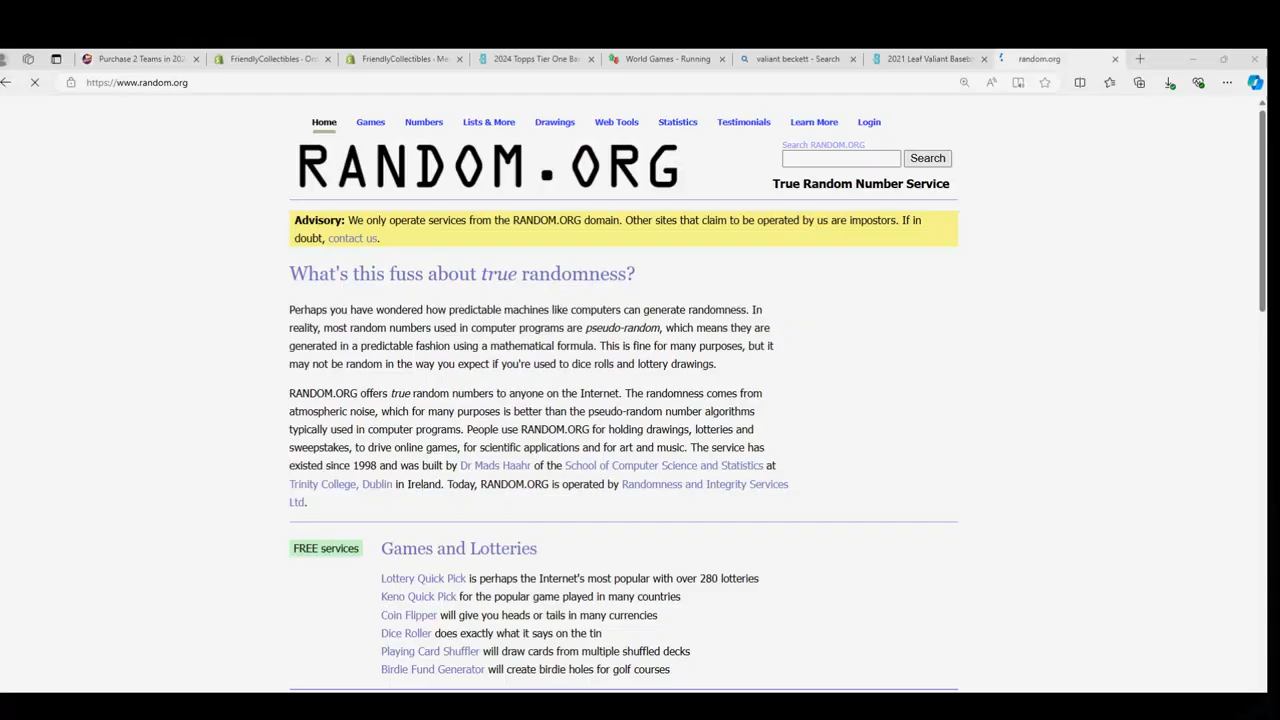 Purchase 2 Teams in 202
FriendlyCollectibles - Or
FriendlyCollectibles - Me
2024 Topps Tier One Ba
World Games - Running
valiant beckett - Search
2021 Leaf Valiant Baseb
random.org
https://www.random.org
Home Games Numbers Lists & More Drawings Web Tools Statistics Testimonials Learn More Login
RANDOM.ORG
Search RANDOM.ORG
Search
True Random Number Service
Advisory: We only operate services from the RANDOM.ORG domain. Other sites that claim to be operated by us are impostors. If in
doubt, contact us.
What's this fuss about true randomness?
Perhaps you have wondered how predictable machines like computers can generate randomness. In
reality, most random numbers used in computer programs are pseudo-random, which means they are
generated in a predictable fashion using a mathematical formula. This is fine for many purposes, but it
may not be random in the way you expect if you're used to dice rolls and lottery drawings.
RANDOM.ORG offers true random numbers to anyone on the Internet. The randomness comes from
atmospheric noise, which for many purposes is better than the pseudo-random number algorithms
typically used in computer programs. People use RANDOM.ORG for holding drawings, lotteries and
sweepstakes, to drive online games, for scientific applications and for art and music. The service has
existed since 1998 and was built by Dr Mads Haahr of the School of Computer Science and Statistics at
Trinity College, Dublin in Ireland. Today, RANDOM.ORG is operated by Randomness and Integrity Services
Ltd.
FREE services
Games and Lotteries
Lottery Quick Pick is perhaps the Internet's most popular with over 280 lotteries
Keno Quick Pick for the popular game played in many countries
Coin Flipper will give you heads or tails in many currencies
Dice Roller does exactly what it says on the tin
Playing Card Shuffler will draw cards from multiple shuffled decks
Birdie Fund Generator will create birdie holes for golf courses